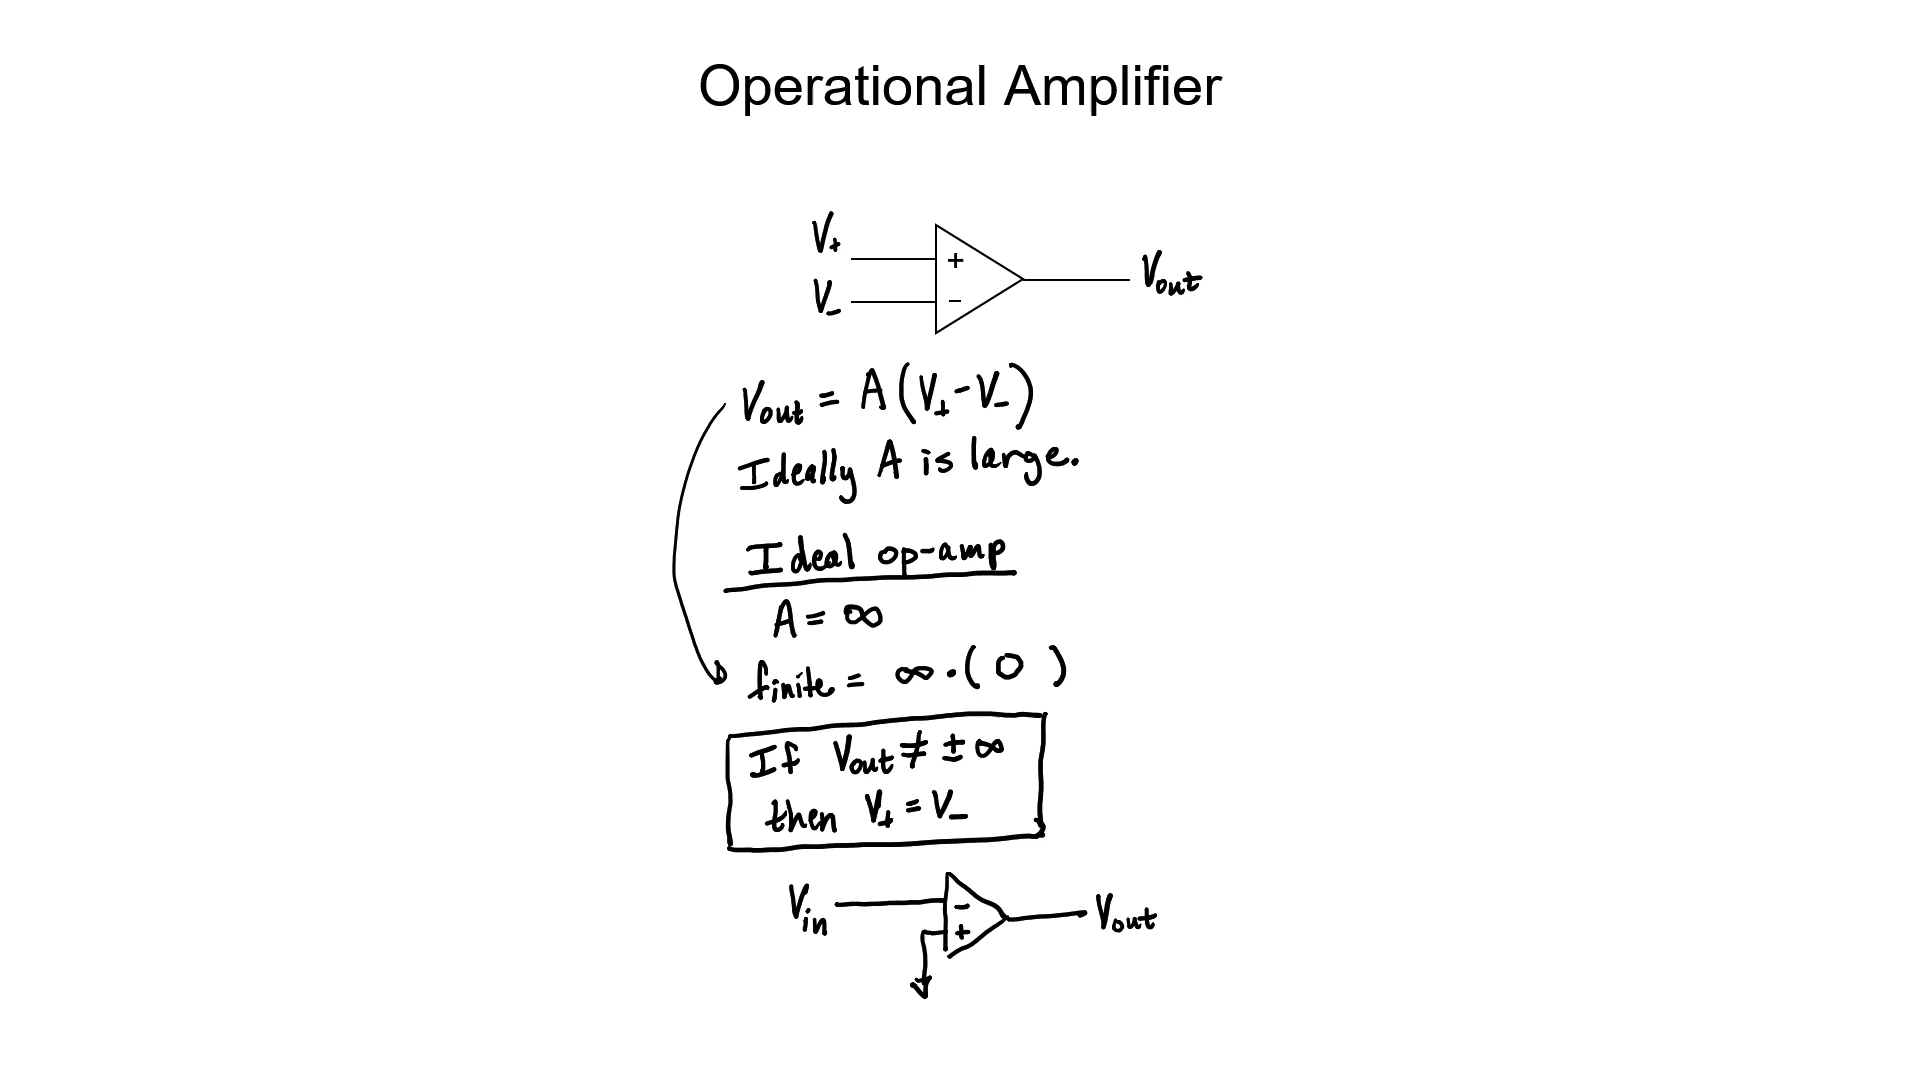 Operational Amplifier
V₊
+
V₋
−
Vout
Vout = A(V₊−V₋)
Ideally A is large.
Ideal op-amp
A = ∞
finite = ∞·( 0 )
If Vout ≠ ±∞
then V₊ = V₋
Vin
−
+
Vout